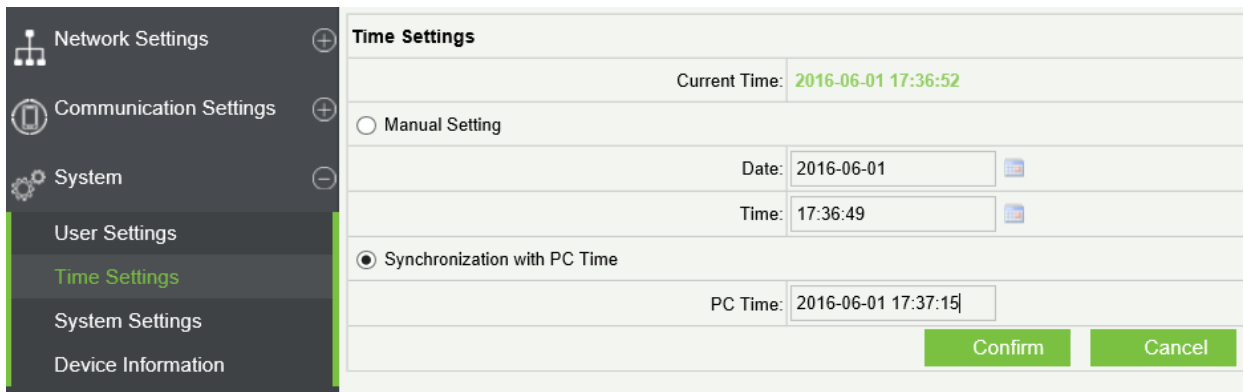 Network Settings
Communication Settings
System
User Settings
Time Settings
System Settings
Device Information
Time Settings
Current Time: 2016-06-01 17:36:52
Manual Setting
Date: 2016-06-01
Time: 17:36:49
Synchronization with PC Time
PC Time: 2016-06-01 17:37:15
Confirm Cancel